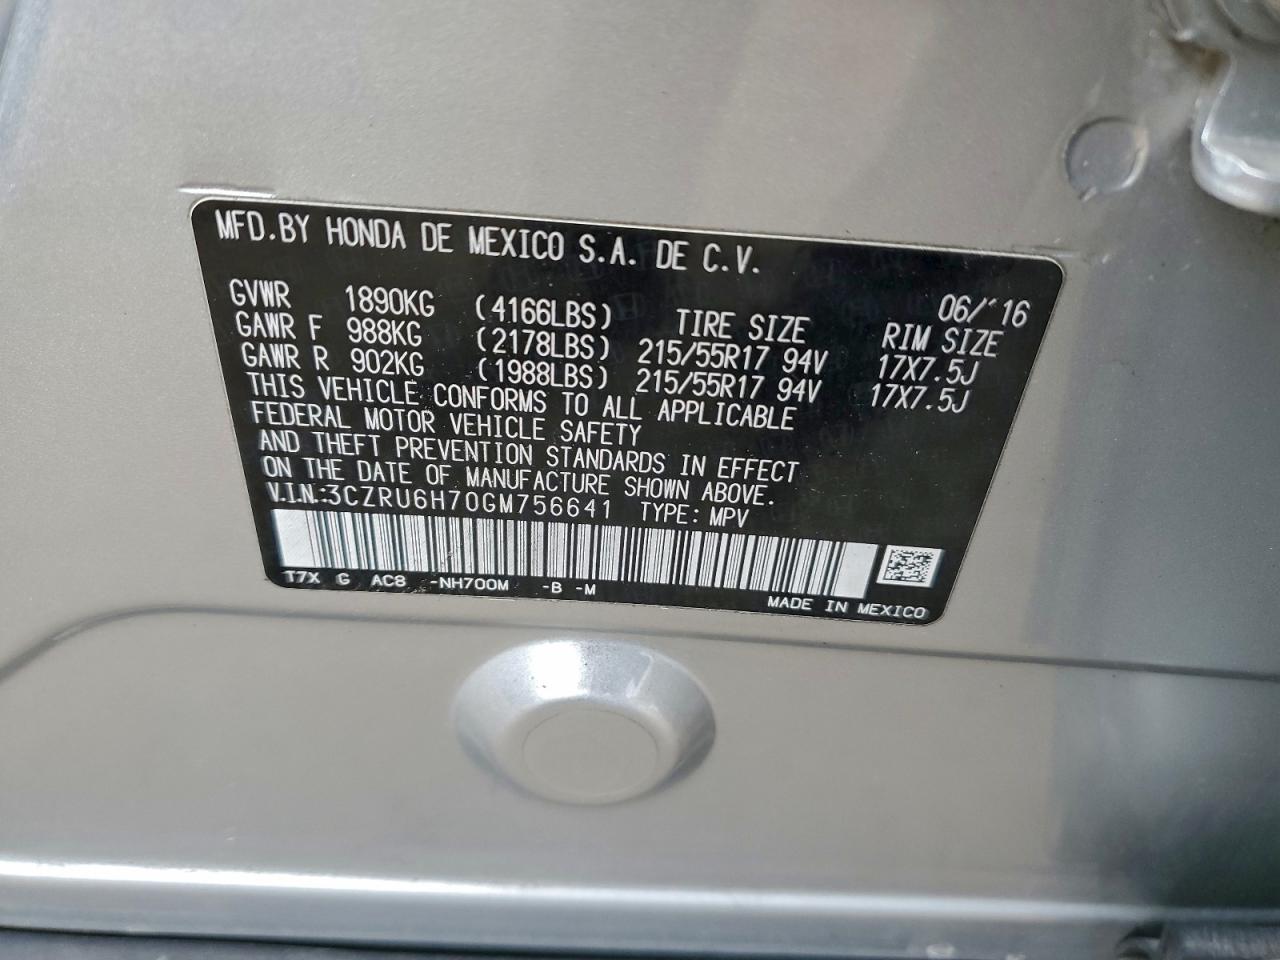 MFD.BY HONDA DE MEXICO S.A. DE C.V.
06/'16
GVWR 1890KG (4166LBS) TIRE SIZE RIM SIZE
GAWR F 988KG (2178LBS) 215/55R17 94V 17X7.5J
GAWR R 902KG (1988LBS) 215/55R17 94V 17X7.5J
THIS VEHICLE CONFORMS TO ALL APPLICABLE
FEDERAL MOTOR VEHICLE SAFETY
AND THEFT PREVENTION STANDARDS IN EFFECT
ON THE DATE OF MANUFACTURE SHOWN ABOVE.
V.I.N.:3CZRU6H70GM756641 TYPE: MPV
T7X G AC8 -NH700M -B -M
MADE IN MEXICO